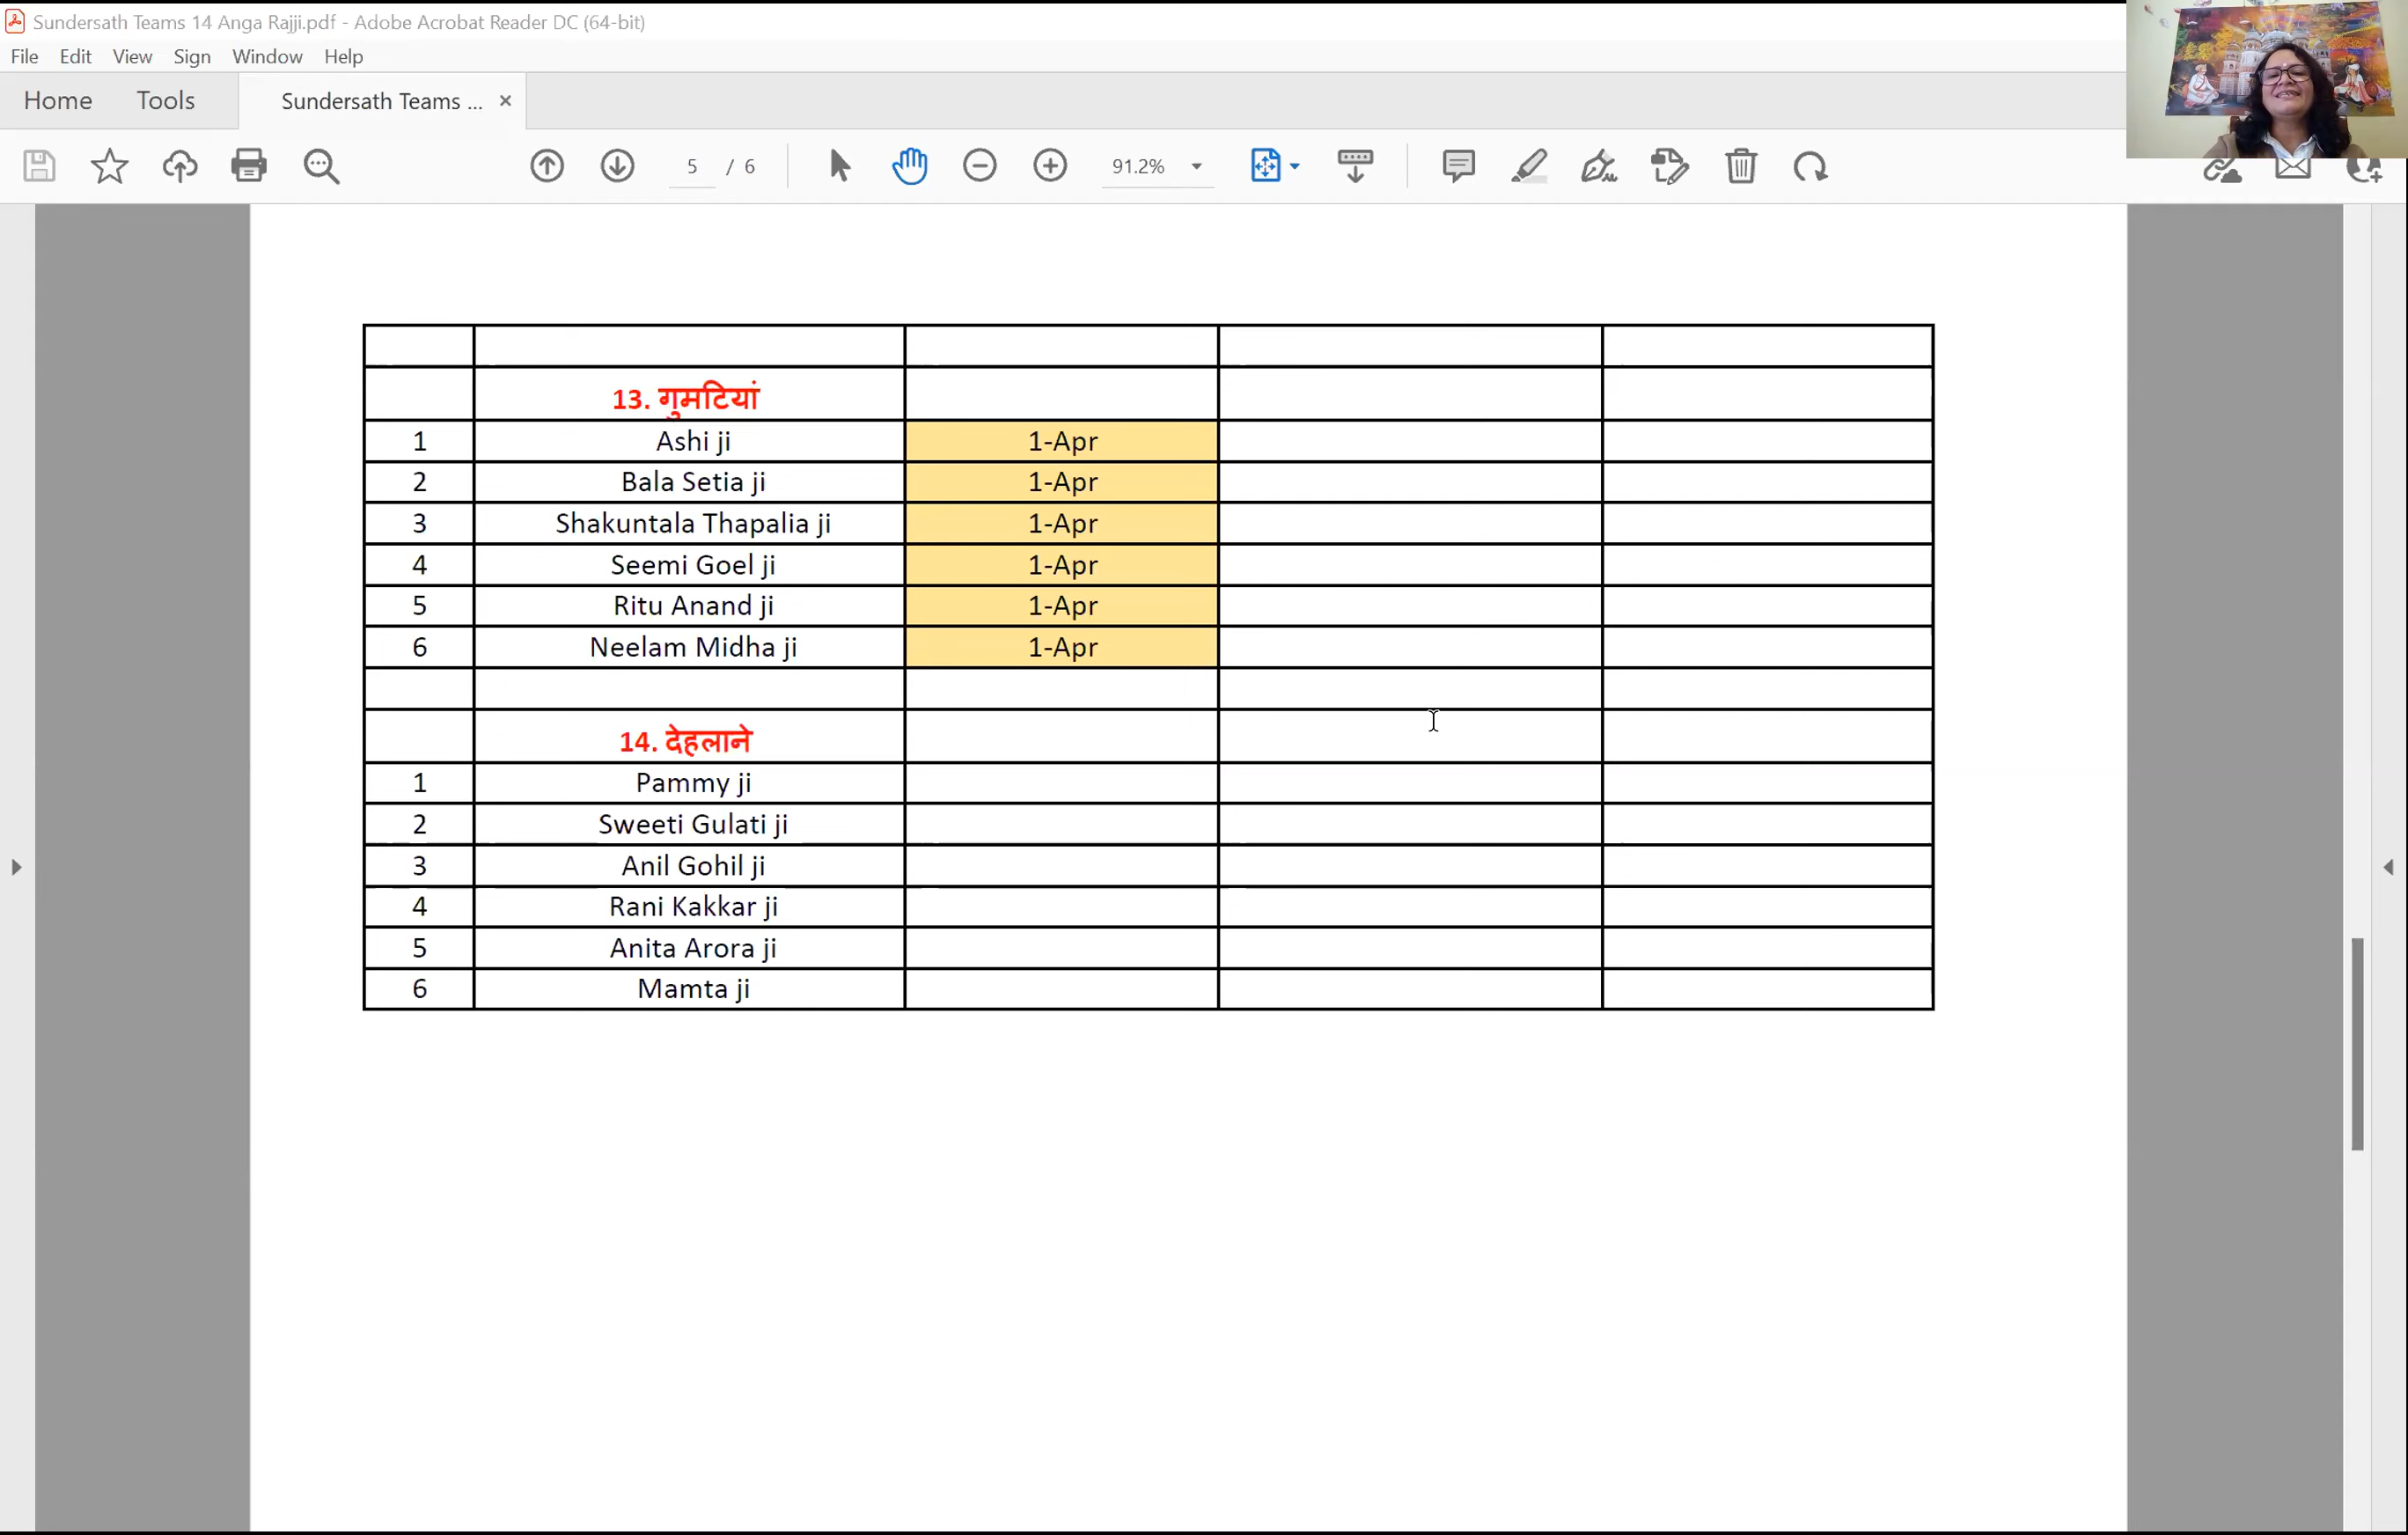 Sundersath Teams 14 Anga Rajji.pdf - Adobe Acrobat Reader DC (64-bit)
File Edit View Sign Window Help
Home Tools Sundersath Teams ... ×
5 / 6 91.2%
13. गुमटियां
1 Ashi ji 1-Apr
2 Bala Setia ji 1-Apr
3 Shakuntala Thapalia ji 1-Apr
4 Seemi Goel ji 1-Apr
5 Ritu Anand ji 1-Apr
6 Neelam Midha ji 1-Apr
14. देहलाने
1 Pammy ji
2 Sweeti Gulati ji
3 Anil Gohil ji
4 Rani Kakkar ji
5 Anita Arora ji
6 Mamta ji